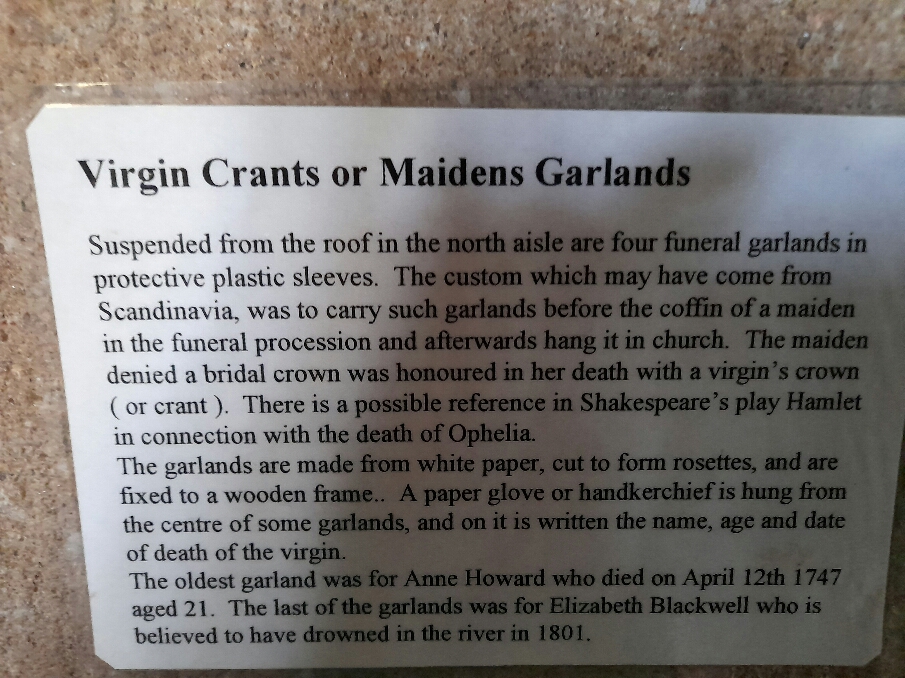 Virgin Crants or Maidens Garlands
Suspended from the roof in the north aisle are four funeral garlands in
protective plastic sleeves. The custom which may have come from
Scandinavia, was to carry such garlands before the coffin of a maiden
in the funeral procession and afterwards hang it in church. The maiden
denied a bridal crown was honoured in her death with a virgin's crown
( or crant ). There is a possible reference in Shakespeare's play Hamlet
in connection with the death of Ophelia.
The garlands are made from white paper, cut to form rosettes, and are
fixed to a wooden frame.. A paper glove or handkerchief is hung from
the centre of some garlands, and on it is written the name, age and date
of death of the virgin.
The oldest garland was for Anne Howard who died on April 12th 1747
aged 21. The last of the garlands was for Elizabeth Blackwell who is
believed to have drowned in the river in 1801.